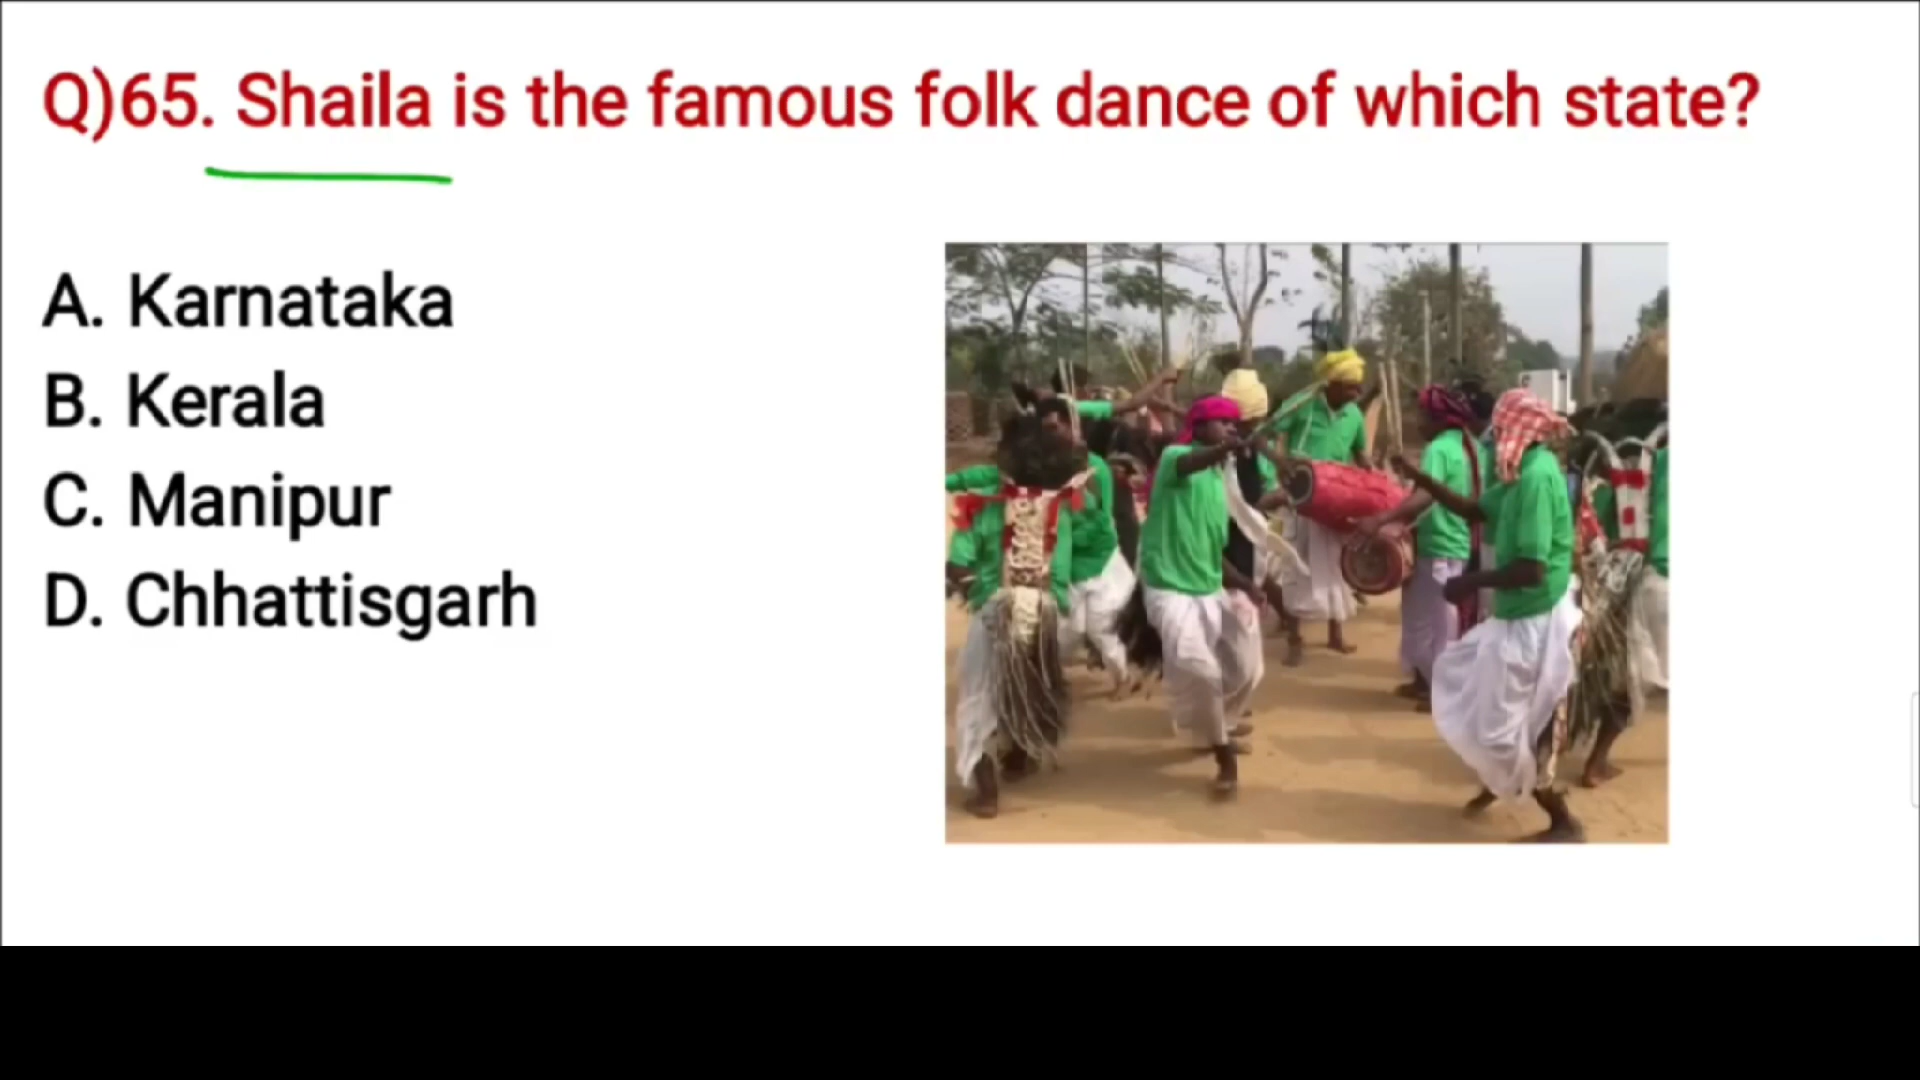 Q)65. Shaila is the famous folk dance of which state?
A. Karnataka
B. Kerala
C. Manipur
D. Chhattisgarh